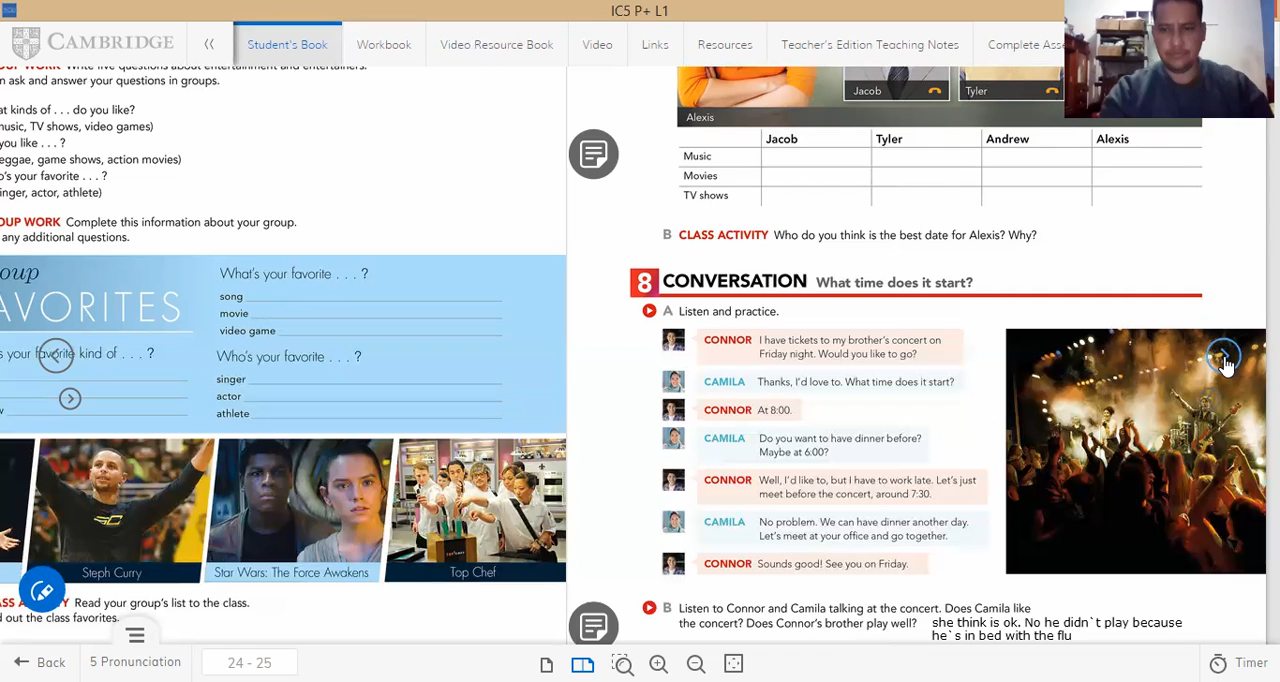 IC5 P+ L1
CAMBRIDGE
Student's Book
Workbook
Video Resource Book
Video
Links
Resources
Teacher's Edition Teaching Notes
Complete Asse
OUP WORK Write five questions about entertainment and entertainers.
n ask and answer your questions in groups.
at kinds of . . . do you like?
music, TV shows, video games)
you like . . . ?
eggae, game shows, action movies)
o's your favorite . . . ?
inger, actor, athlete)
OUP WORK Complete this information about your group.
any additional questions.
oup
AVORITES
s your favorite kind of . . . ?
w
What's your favorite . . . ?
song
movie
video game
Who's your favorite . . . ?
singer
actor
athlete
Steph Curry
Star Wars: The Force Awakens
Top Chef
ASS ACTIVITY Read your group's list to the class.
d out the class favorites.
Jacob
Tyler
Alexis
Jacob Tyler Andrew Alexis
Music
Movies
TV shows
B CLASS ACTIVITY Who do you think is the best date for Alexis? Why?
8 CONVERSATION What time does it start?
A Listen and practice.
CONNOR I have tickets to my brother's concert on
Friday night. Would you like to go?
CAMILA Thanks, I'd love to. What time does it start?
CONNOR At 8:00.
CAMILA Do you want to have dinner before?
Maybe at 6:00?
CONNOR Well, I'd like to, but I have to work late. Let's just
meet before the concert, around 7:30.
CAMILA No problem. We can have dinner another day.
Let's meet at your office and go together.
CONNOR Sounds good! See you on Friday.
B Listen to Connor and Camila talking at the concert. Does Camila like
the concert? Does Connor's brother play well?
she think is ok. No he didn`t play because
he`s in bed with the flu
Back
5 Pronunciation
24 - 25
Timer